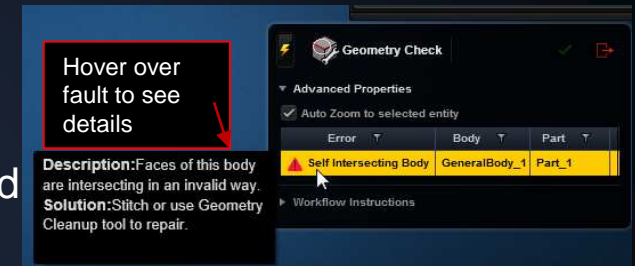 Geometry Check
Hover over
fault to see
details
Advanced Properties
Auto Zoom to selected entity
Error Body Part
Self Intersecting Body GeneralBody_1 Part_1
Workflow Instructions
d
Description:Faces of this body
are intersecting in an invalid way.
Solution:Stitch or use Geometry
Cleanup tool to repair.